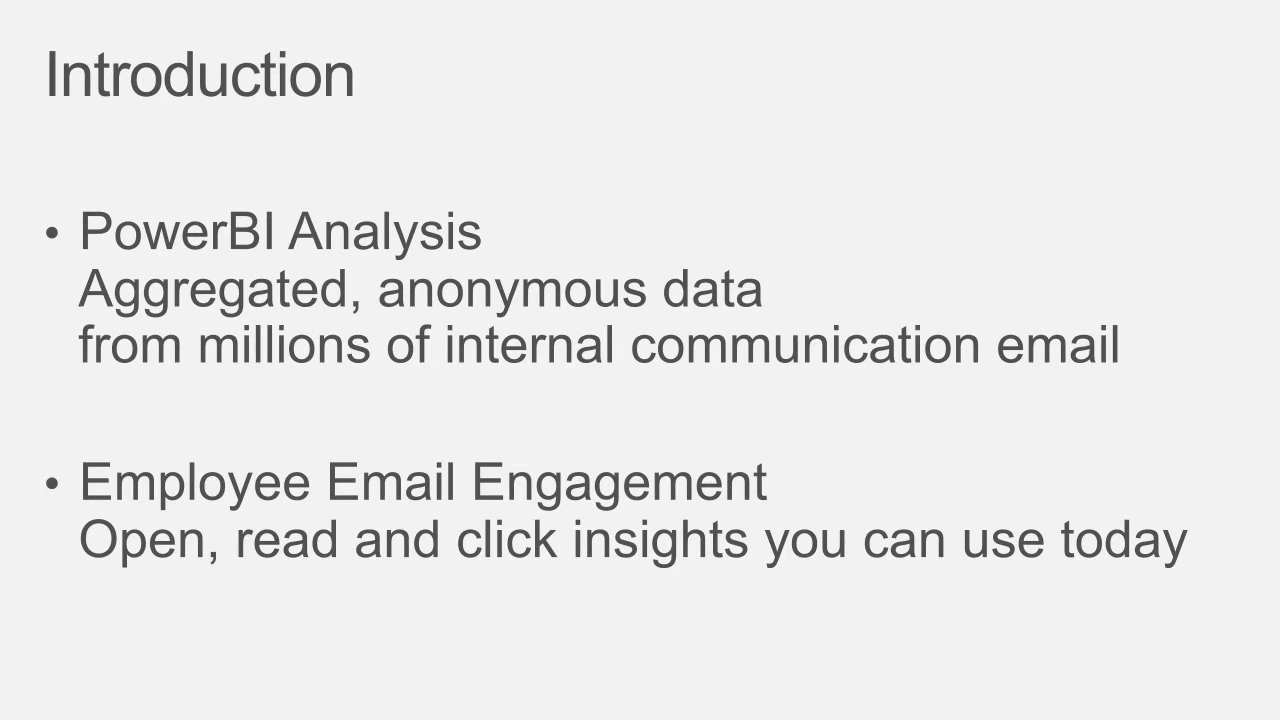 Introduction
• PowerBI Analysis
Aggregated, anonymous data
from millions of internal communication email
• Employee Email Engagement
Open, read and click insights you can use today